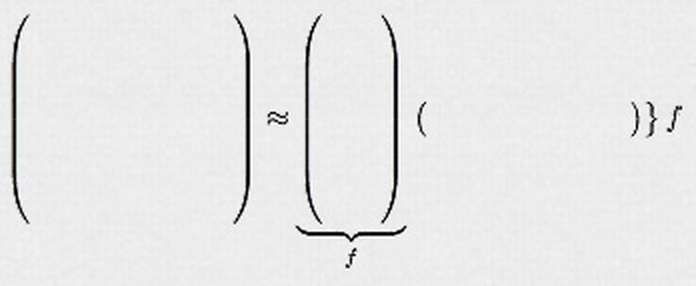 ( ) ≈ ( ) ( )} f
f